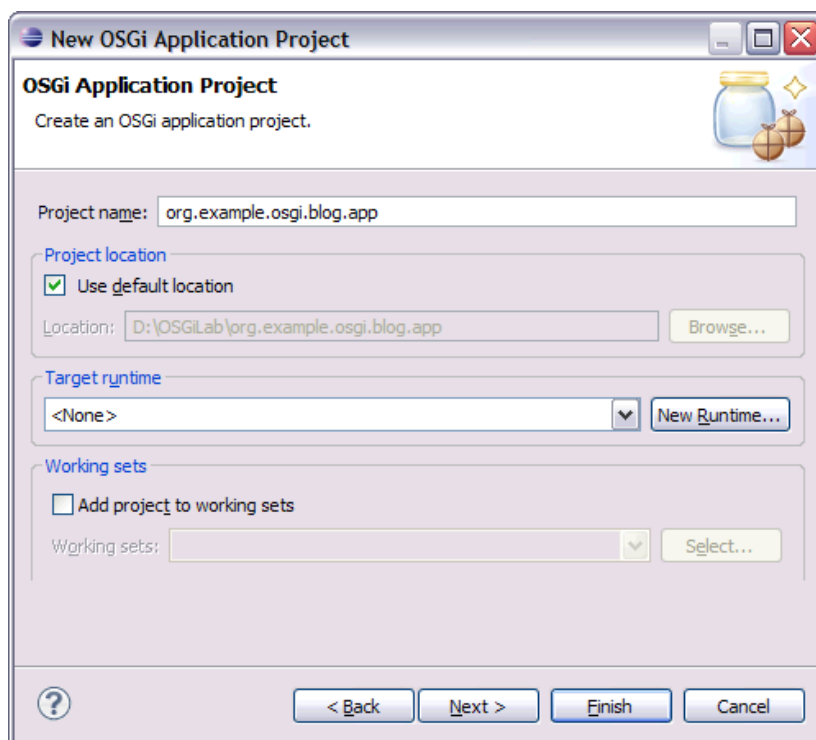 New OSGi Application Project
OSGi Application Project
Create an OSGi application project.
Project name: org.example.osgi.blog.app
Project location
Use default location
Location: D:\OSGiLab\org.example.osgi.blog.app Browse...
Target runtime
<None> New Runtime...
Working sets
Add project to working sets
Working sets: Select...
? < Back Next > Finish Cancel